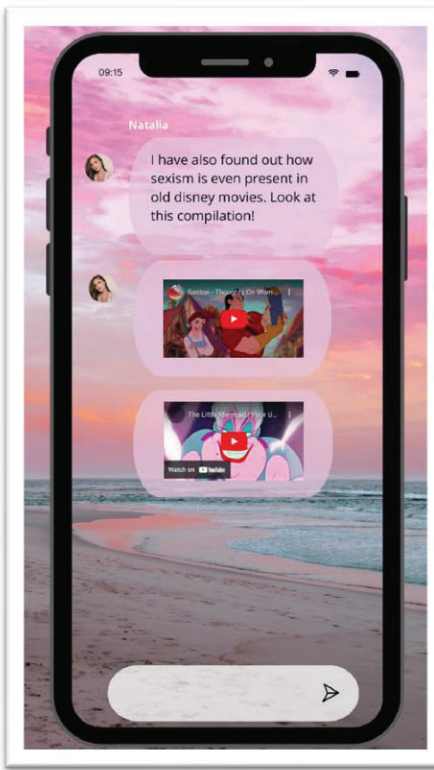 09:15
Natalia
I have also found out how
sexism is even present in
old disney movies. Look at
this compilation!
Gaston - Thoughts On Wom...
The Little Mermaid | Poor U...
Watch on YouTube